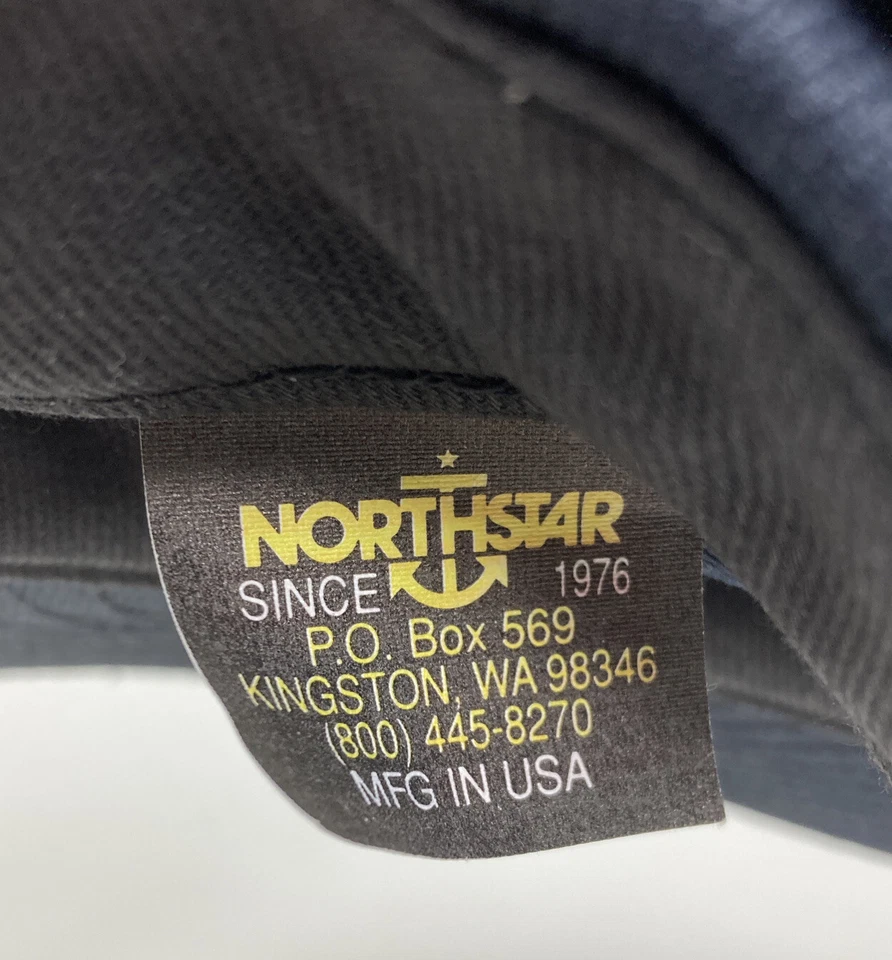 NORTHSTAR
SINCE 1976
P.O. Box 569
KINGSTON, WA 98346
(800) 445-8270
MFG IN USA